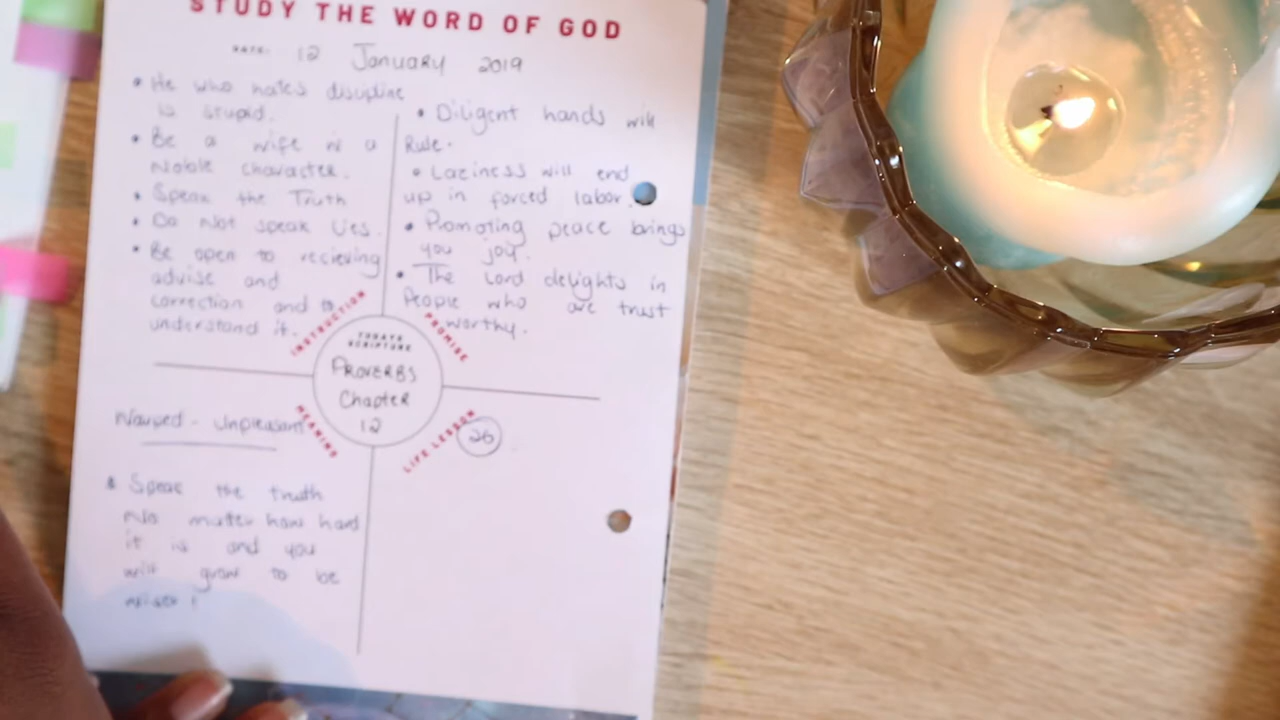 STUDY THE WORD OF GOD
DATE: 12 January 2019
• He who hates discipline
is stupid.
• Be a wife in a
Noble character.
• Speak the Truth
• Do Not speak Lies.
• Be open to recieving
advise and
correction and to
understand it.
INSTRUCTION
• Diligent hands will
Rule.
• Laziness will end
up in forced labor.
• Promoting peace brings
you joy.
• The Lord delights in
People who are trust
worthy.
PROMISE
TODAYS
SCRIPTURE
PROVERBS
Chapter
12
MEANING
Warped - Unpleasant
• Speak the truth
no matter how hard
it is and you
will grow to be
wiser!
LIFE LESSON
26